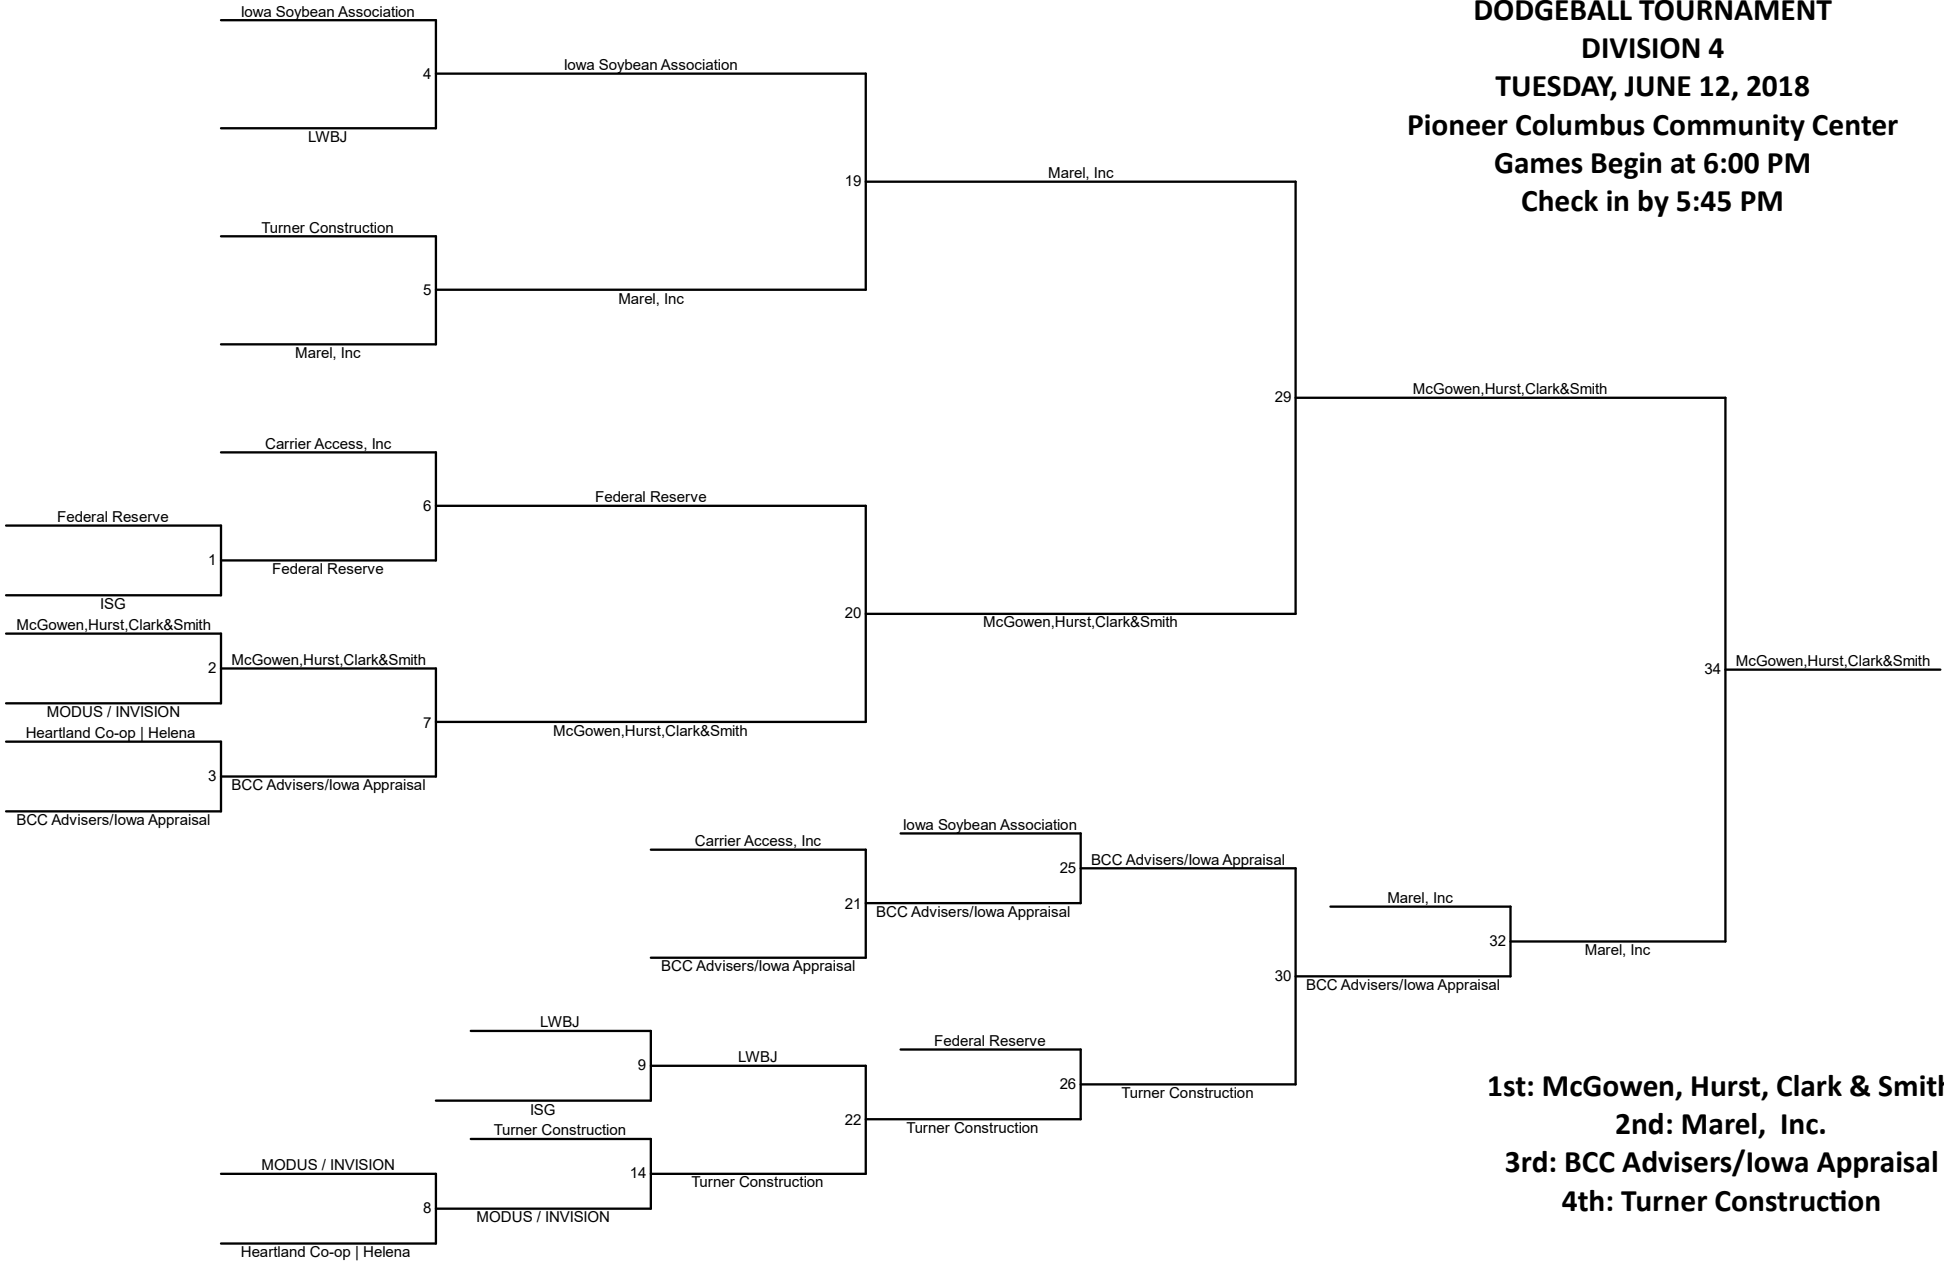 DODGEBALL TOURNAMENT
DIVISION 4
TUESDAY, JUNE 12, 2018
Pioneer Columbus Community Center
Games Begin at 6:00 PM
Check in by 5:45 PM
Iowa Soybean Association
4
Iowa Soybean Association
LWBJ
19
Marel, Inc
Turner Construction
5
Marel, Inc
Marel, Inc
29
McGowen,Hurst,Clark&Smith
Carrier Access, Inc
6
Federal Reserve
Federal Reserve
1
Federal Reserve
ISG
20
McGowen,Hurst,Clark&Smith
McGowen,Hurst,Clark&Smith
2
McGowen,Hurst,Clark&Smith
34
McGowen,Hurst,Clark&Smith
MODUS / INVISION
7
McGowen,Hurst,Clark&Smith
Heartland Co-op | Helena
3
BCC Advisers/Iowa Appraisal
BCC Advisers/Iowa Appraisal
Iowa Soybean Association
Carrier Access, Inc
25
BCC Advisers/Iowa Appraisal
21
BCC Advisers/Iowa Appraisal
Marel, Inc
32
Marel, Inc
BCC Advisers/Iowa Appraisal
30
BCC Advisers/Iowa Appraisal
LWBJ
9
LWBJ
Federal Reserve
26
Turner Construction
ISG
22
Turner Construction
Turner Construction
14
Turner Construction
MODUS / INVISION
8
MODUS / INVISION
Heartland Co-op | Helena
1st: McGowen, Hurst, Clark & Smith
2nd: Marel, Inc.
3rd: BCC Advisers/Iowa Appraisal
4th: Turner Construction